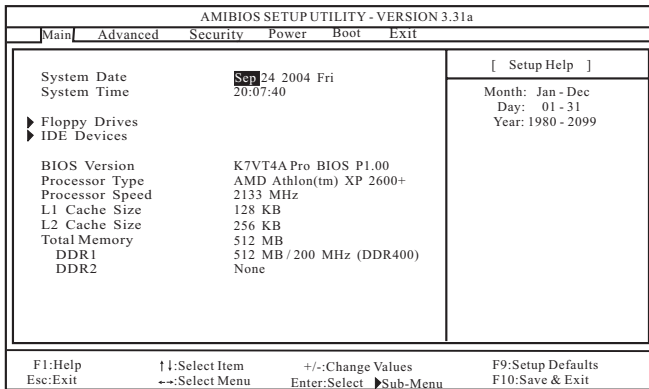 AMIBIOS SETUP UTILITY - VERSION 3.31a
Main Advanced Security Power Boot Exit
System Date Sep 24 2004 Fri
System Time 20:07:40
Floppy Drives
IDE Devices
BIOS Version K7VT4A Pro BIOS P1.00
Processor Type AMD Athlon(tm) XP 2600+
Processor Speed 2133 MHz
L1 Cache Size 128 KB
L2 Cache Size 256 KB
Total Memory 512 MB
DDR1 512 MB / 200 MHz (DDR400)
DDR2 None
[ Setup Help ]
Month: Jan - Dec
Day: 01 - 31
Year: 1980 - 2099
F1:Help ↑↓:Select Item +/-:Change Values F9:Setup Defaults
Esc:Exit ←→:Select Menu Enter:Select ▶Sub-Menu F10:Save & Exit